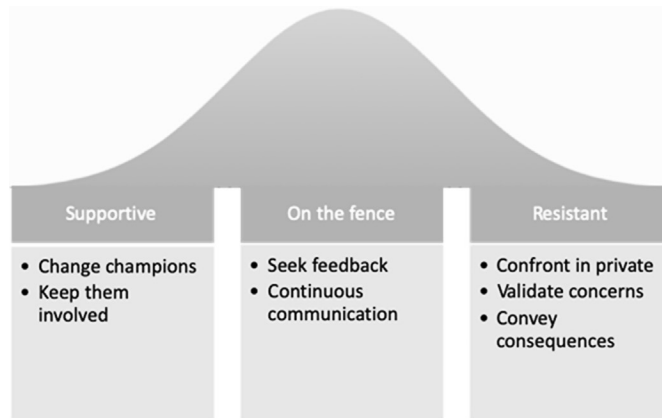 Supportive
• Change champions
• Keep them
involved
On the fence
• Seek feedback
• Continuous
communication
Resistant
• Confront in private
• Validate concerns
• Convey
consequences